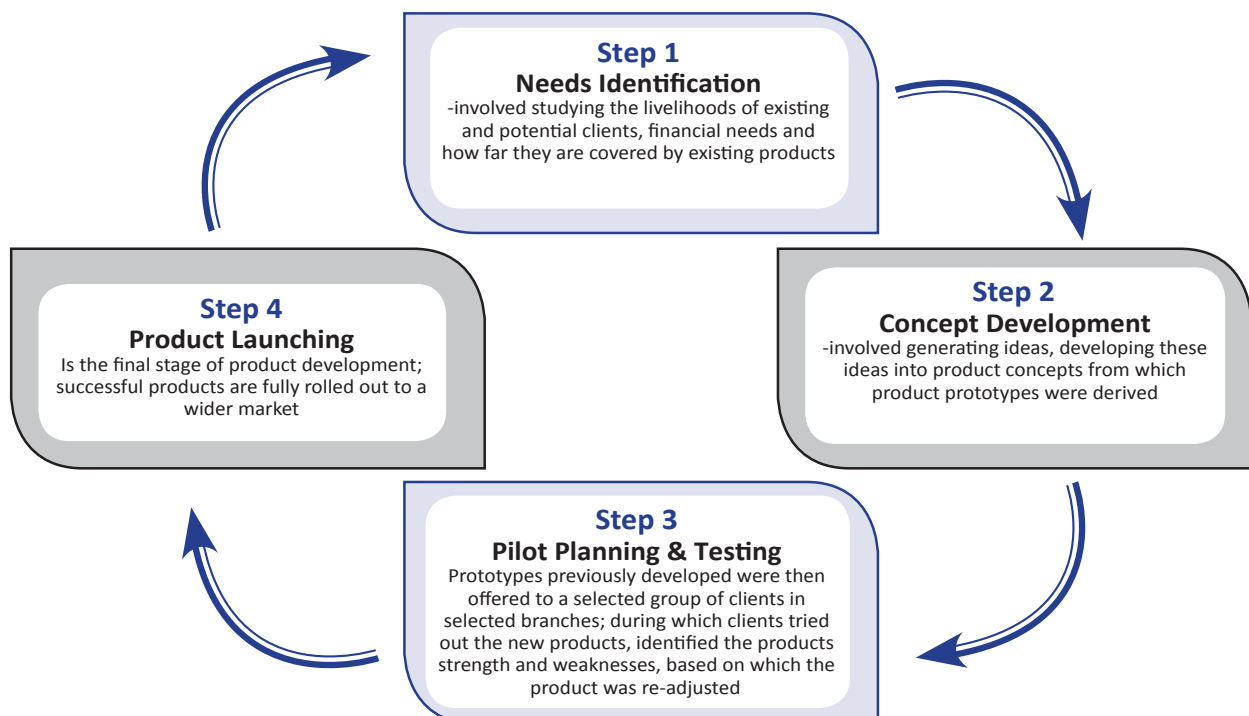 Step 1
Needs Identification
-involved studying the livelihoods of existing
and potential clients, financial needs and
how far they are covered by existing products
Step 2
Concept Development
-involved generating ideas, developing these
ideas into product concepts from which
product prototypes were derived
Step 3
Pilot Planning & Testing
Prototypes previously developed were then
offered to a selected group of clients in
selected branches; during which clients tried
out the new products, identified the products
strength and weaknesses, based on which the
product was re-adjusted
Step 4
Product Launching
Is the final stage of product development;
successful products are fully rolled out to a
wider market